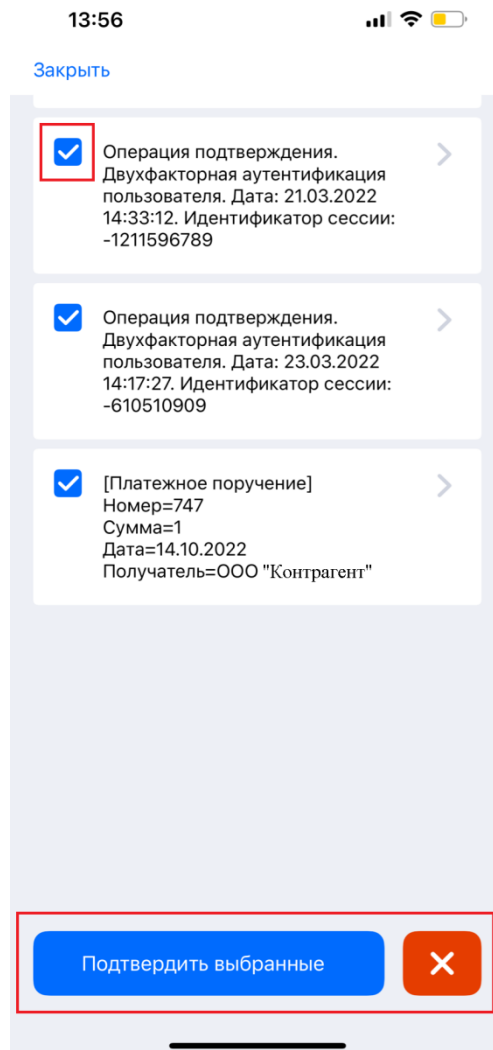 13:56
Закрыть
Операция подтверждения.
Двухфакторная аутентификация
пользователя. Дата: 21.03.2022
14:33:12. Идентификатор сессии:
-1211596789
Операция подтверждения.
Двухфакторная аутентификация
пользователя. Дата: 23.03.2022
14:17:27. Идентификатор сессии:
-610510909
[Платежное поручение]
Номер=747
Сумма=1
Дата=14.10.2022
Получатель=ООО "Контрагент"
Подтвердить выбранные